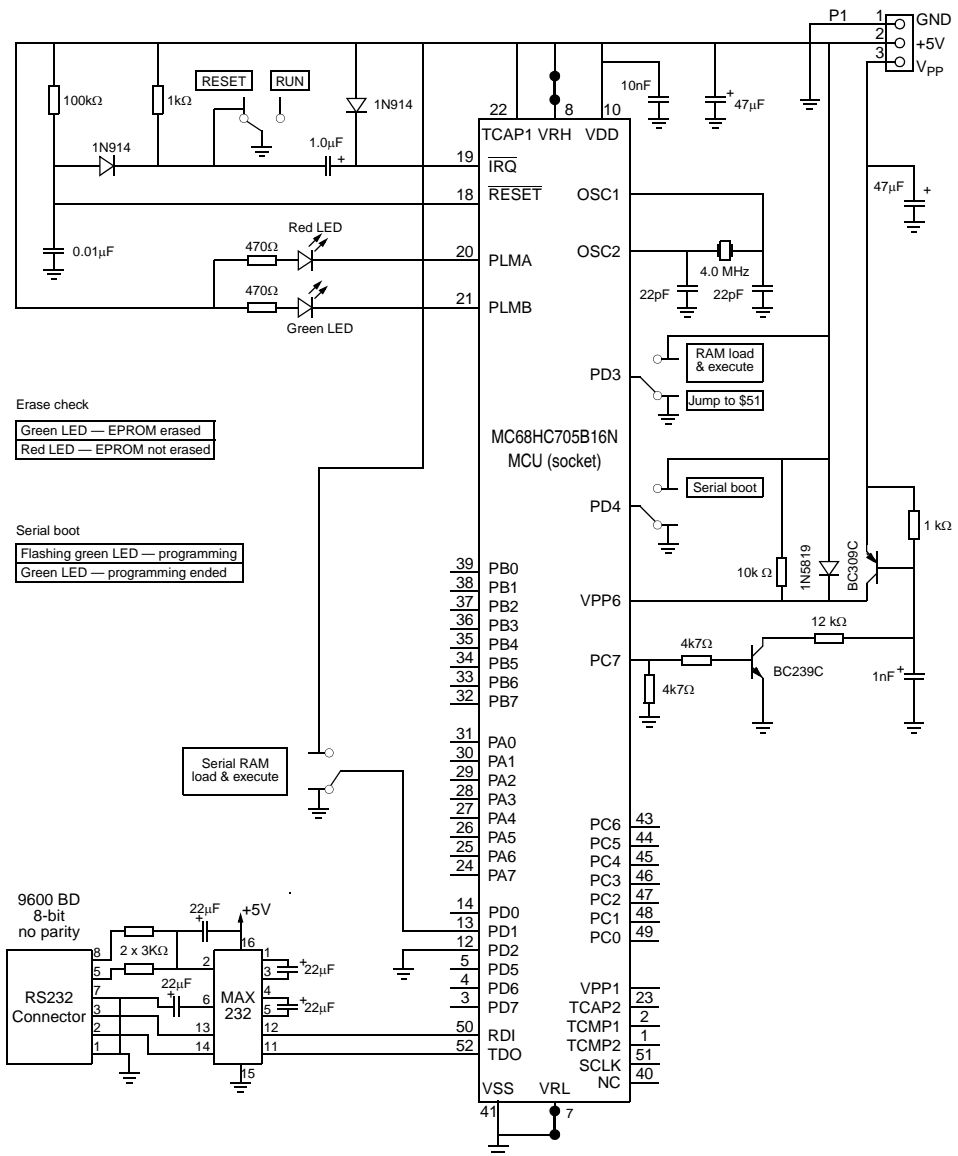 P1
1 GND
2 +5V
3 VPP
RESET
RUN
100kΩ
1kΩ
1N914
1N914
1.0μF
+
22
8
10
10nF
+
47μF
TCAP1 VRH VDD
19
IRQ
18
RESET
OSC1
47μF
+
0.01μF
Red LED
470Ω
20
PLMA
OSC2
4.0 MHz
22pF
22pF
470Ω
21
PLMB
Green LED
PD3
RAM load
& execute
Jump to $51
Erase check
Green LED — EPROM erased
Red LED — EPROM not erased
MC68HC705B16N
MCU (socket)
PD4
Serial boot
Serial boot
Flashing green LED — programming
Green LED — programming ended
1 kΩ
10k Ω
1N5819
BC309C
VPP6
12 kΩ
PC7
4k7Ω
4k7Ω
BC239C
1nF
+
39 PB0
38 PB1
37 PB2
36 PB3
35 PB4
34 PB5
33 PB6
32 PB7
31 PA0
30 PA1
29 PA2
28 PA3
27 PA4
26 PA5
25 PA6
24 PA7
Serial RAM
load & execute
PC6 43
PC5 44
PC4 45
PC3 46
PC2 47
PC1 48
PC0 49
14 PD0
13 PD1
12 PD2
5 PD5
4 PD6
3 PD7
50 RDI
52 TDO
VPP1
TCAP2 23
TCMP1 2
TCMP2 1
SCLK 51
NC 40
9600 BD
8-bit
no parity
RS232
Connector
8
5
7
3
2
1
2 x 3KΩ
22μF
+
+5V
22μF
+
MAX
232
16
2
6
13
14
1
3
4
5
12
11
15
+
22μF
+
22μF
VSS
VRL
41
7